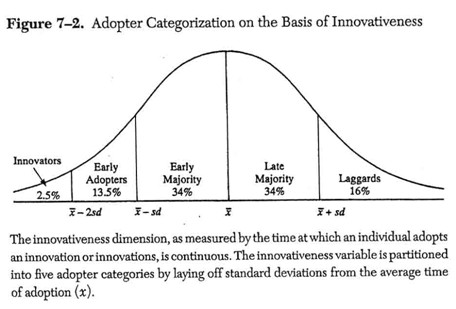 Figure 7–2. Adopter Categorization on the Basis of Innovativeness
Innovators
Early
Adopters
13.5%
Early
Majority
34%
Late
Majority
34%
Laggards
16%
2.5%
x̄ – 2sd
x̄ – sd
x̄
x̄ + sd
The innovativeness dimension, as measured by the time at which an individual adopts
an innovation or innovations, is continuous. The innovativeness variable is partitioned
into five adopter categories by laying off standard deviations from the average time
of adoption (x).